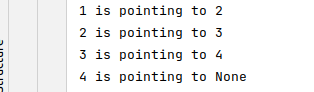 1 is pointing to 2
2 is pointing to 3
3 is pointing to 4
4 is pointing to None